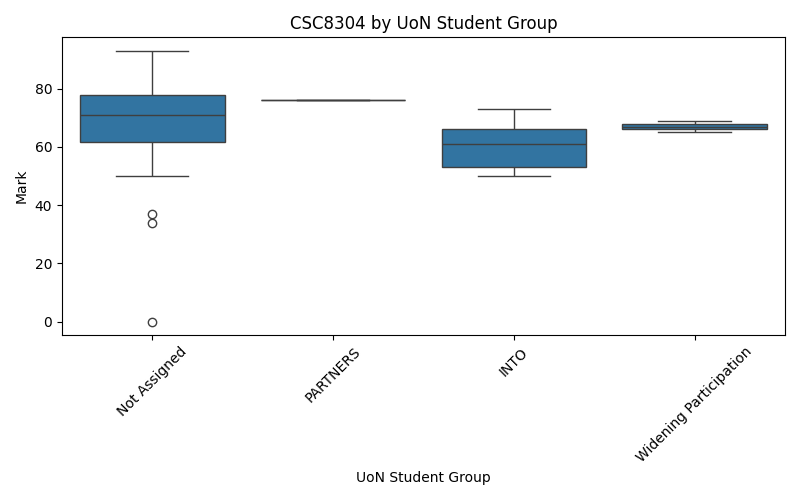 CSC8304 by UoN Student Group
Mark
80
60
40
20
0
Not Assigned
PARTNERS
INTO
Widening Participation
UoN Student Group